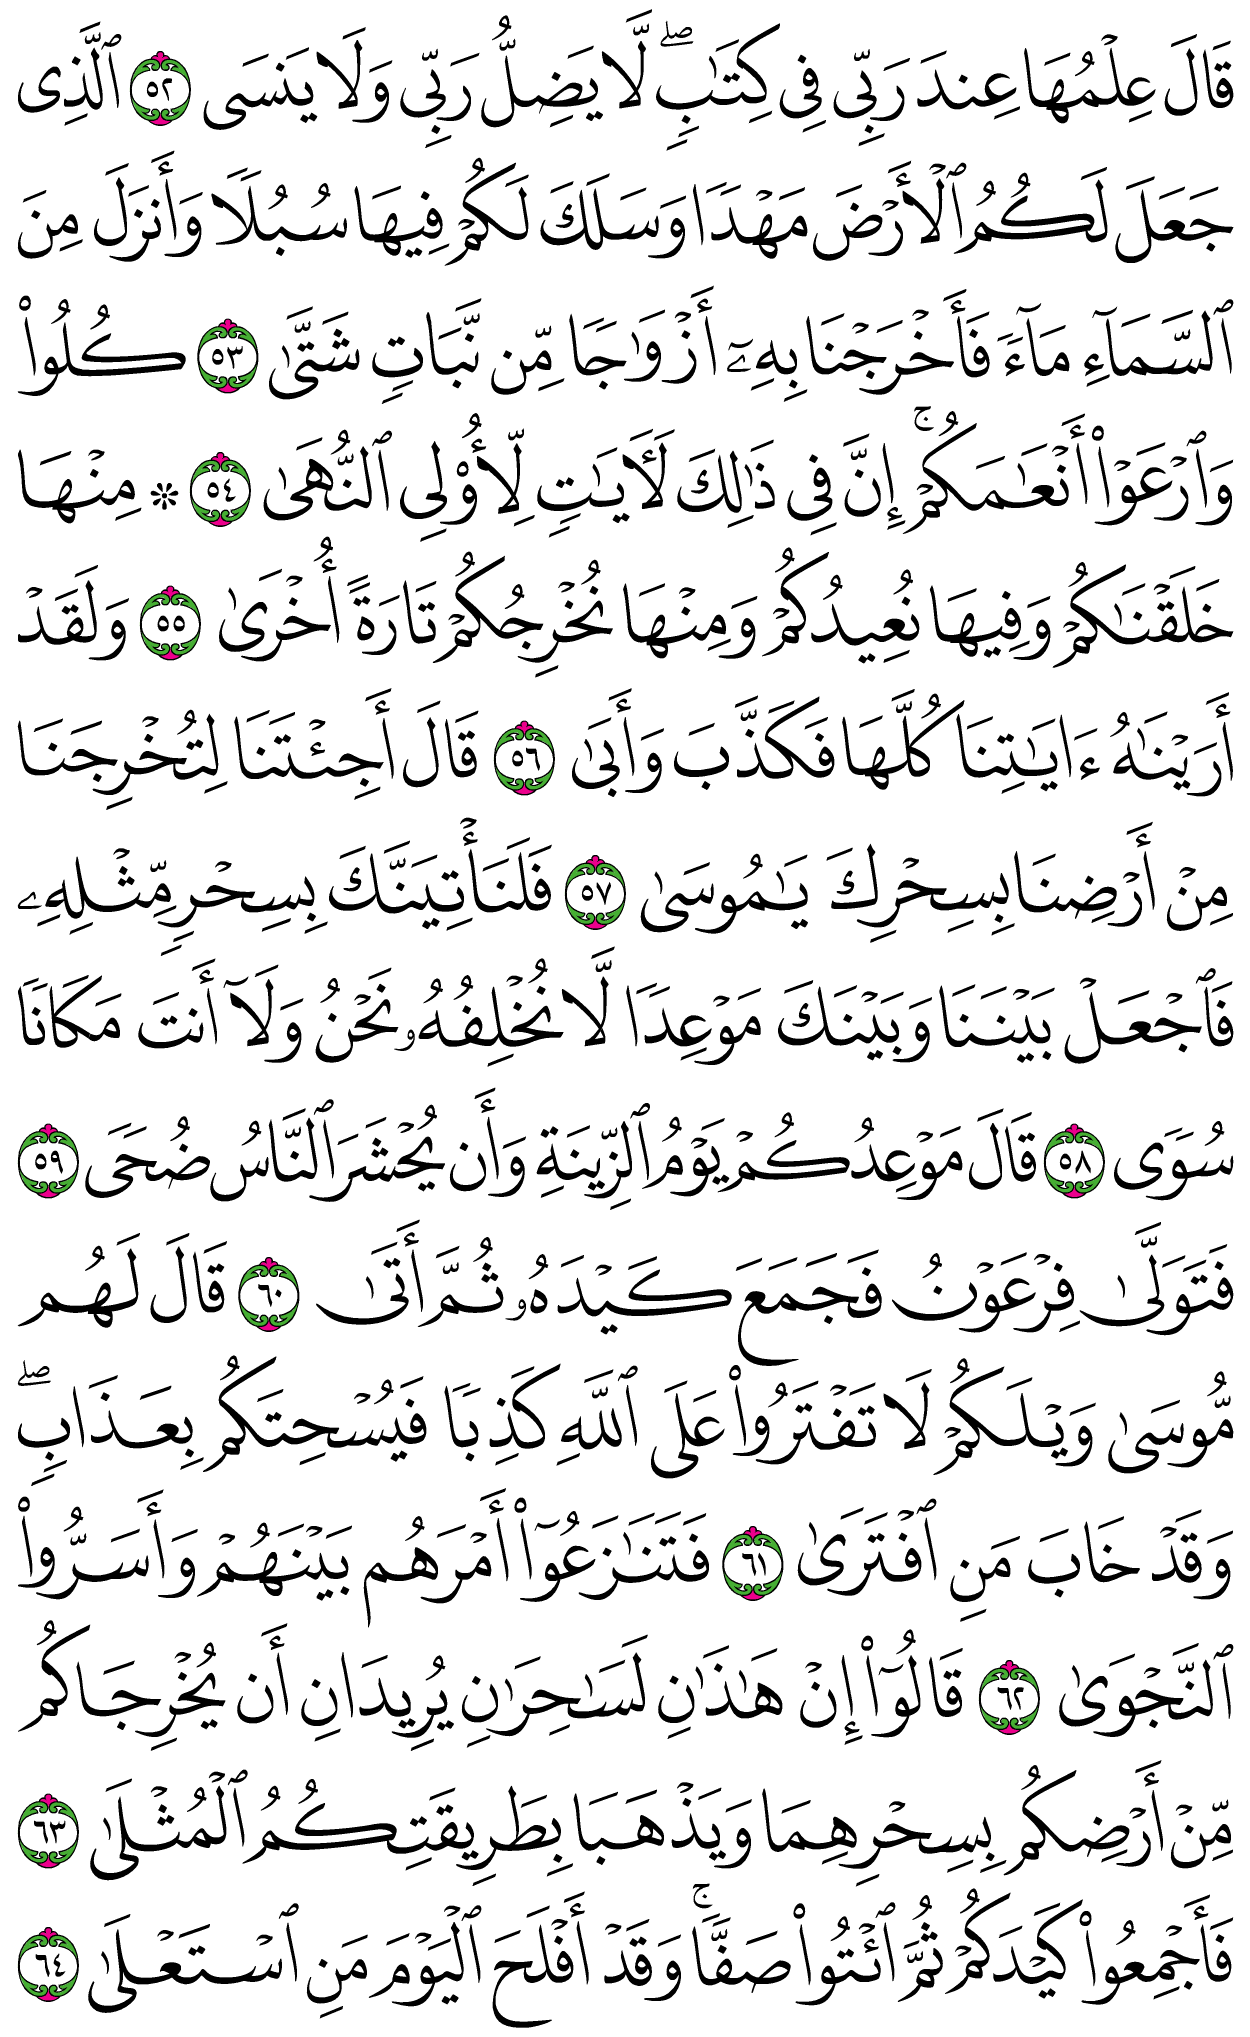 قَالَ عِلۡمُهَا عِندَ رَبِّي فِي كِتَٰبٖۖ لَّا يَضِلُّ رَبِّي وَلَا يَنسَى ٥٢ ٱلَّذِي
جَعَلَ لَكُمُ ٱلۡأَرۡضَ مَهۡدٗا وَسَلَكَ لَكُمۡ فِيهَا سُبُلٗا وَأَنزَلَ مِنَ
ٱلسَّمَآءِ مَآءٗ فَأَخۡرَجۡنَا بِهِۦٓ أَزۡوَٰجٗا مِّن نَّبَاتٖ شَتَّىٰ ٥٣ كُلُواْ
وَٱرۡعَوۡاْ أَنۡعَٰمَكُمۡۚ إِنَّ فِي ذَٰلِكَ لَأٓيَٰتٖ لِّأُوْلِي ٱلنُّهَىٰ ٥٤ ۞ مِنۡهَا
خَلَقۡنَٰكُمۡ وَفِيهَا نُعِيدُكُمۡ وَمِنۡهَا نُخۡرِجُكُمۡ تَارَةً أُخۡرَىٰ ٥٥ وَلَقَدۡ
أَرَيۡنَٰهُ ءَايَٰتِنَا كُلَّهَا فَكَذَّبَ وَأَبَىٰ ٥٦ قَالَ أَجِئۡتَنَا لِتُخۡرِجَنَا
مِنۡ أَرۡضِنَا بِسِحۡرِكَ يَٰمُوسَىٰ ٥٧ فَلَنَأۡتِيَنَّكَ بِسِحۡرٖ مِّثۡلِهِۦ
فَٱجۡعَلۡ بَيۡنَنَا وَبَيۡنَكَ مَوۡعِدٗا لَّا نُخۡلِفُهُۥ نَحۡنُ وَلَآ أَنتَ مَكَانٗا
سُوٗى ٥٨ قَالَ مَوۡعِدُكُمۡ يَوۡمُ ٱلزِّينَةِ وَأَن يُحۡشَرَ ٱلنَّاسُ ضُحٗى ٥٩
فَتَوَلَّىٰ فِرۡعَوۡنُ فَجَمَعَ كَيۡدَهُۥ ثُمَّ أَتَىٰ ٦٠ قَالَ لَهُم
مُّوسَىٰ وَيۡلَكُمۡ لَا تَفۡتَرُواْ عَلَى ٱللَّهِ كَذِبٗا فَيُسۡحِتَكُم بِعَذَابٖۖ
وَقَدۡ خَابَ مَنِ ٱفۡتَرَىٰ ٦١ فَتَنَٰزَعُوٓاْ أَمۡرَهُم بَيۡنَهُمۡ وَأَسَرُّواْ
ٱلنَّجۡوَىٰ ٦٢ قَالُوٓاْ إِنۡ هَٰذَٰنِ لَسَٰحِرَٰنِ يُرِيدَانِ أَن يُخۡرِجَاكُم
مِّنۡ أَرۡضِكُم بِسِحۡرِهِمَا وَيَذۡهَبَا بِطَرِيقَتِكُمُ ٱلۡمُثۡلَىٰ ٦٣
فَأَجۡمِعُواْ كَيۡدَكُمۡ ثُمَّ ٱئۡتُواْ صَفّٗاۚ وَقَدۡ أَفۡلَحَ ٱلۡيَوۡمَ مَنِ ٱسۡتَعۡلَىٰ ٦٤